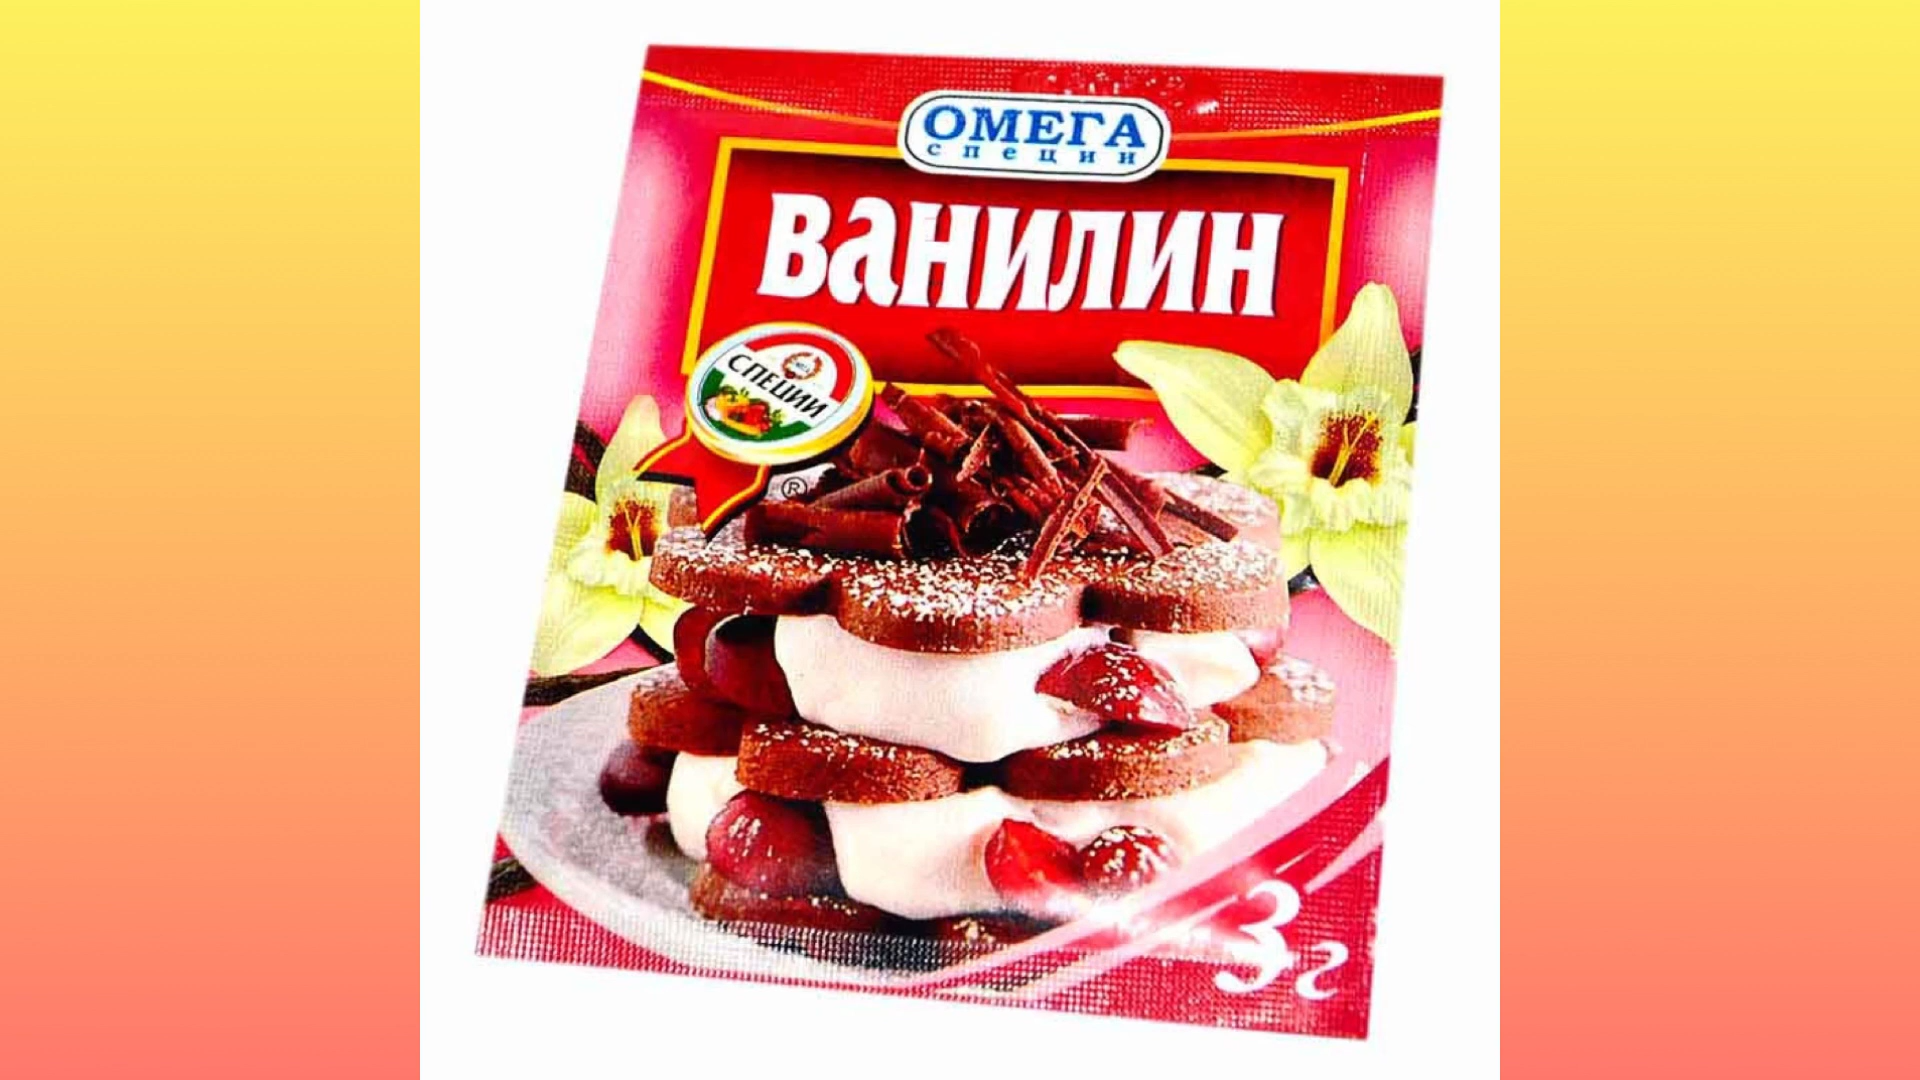 ОМЕГА
специи
ванилин
СПЕЦИИ
®
3г